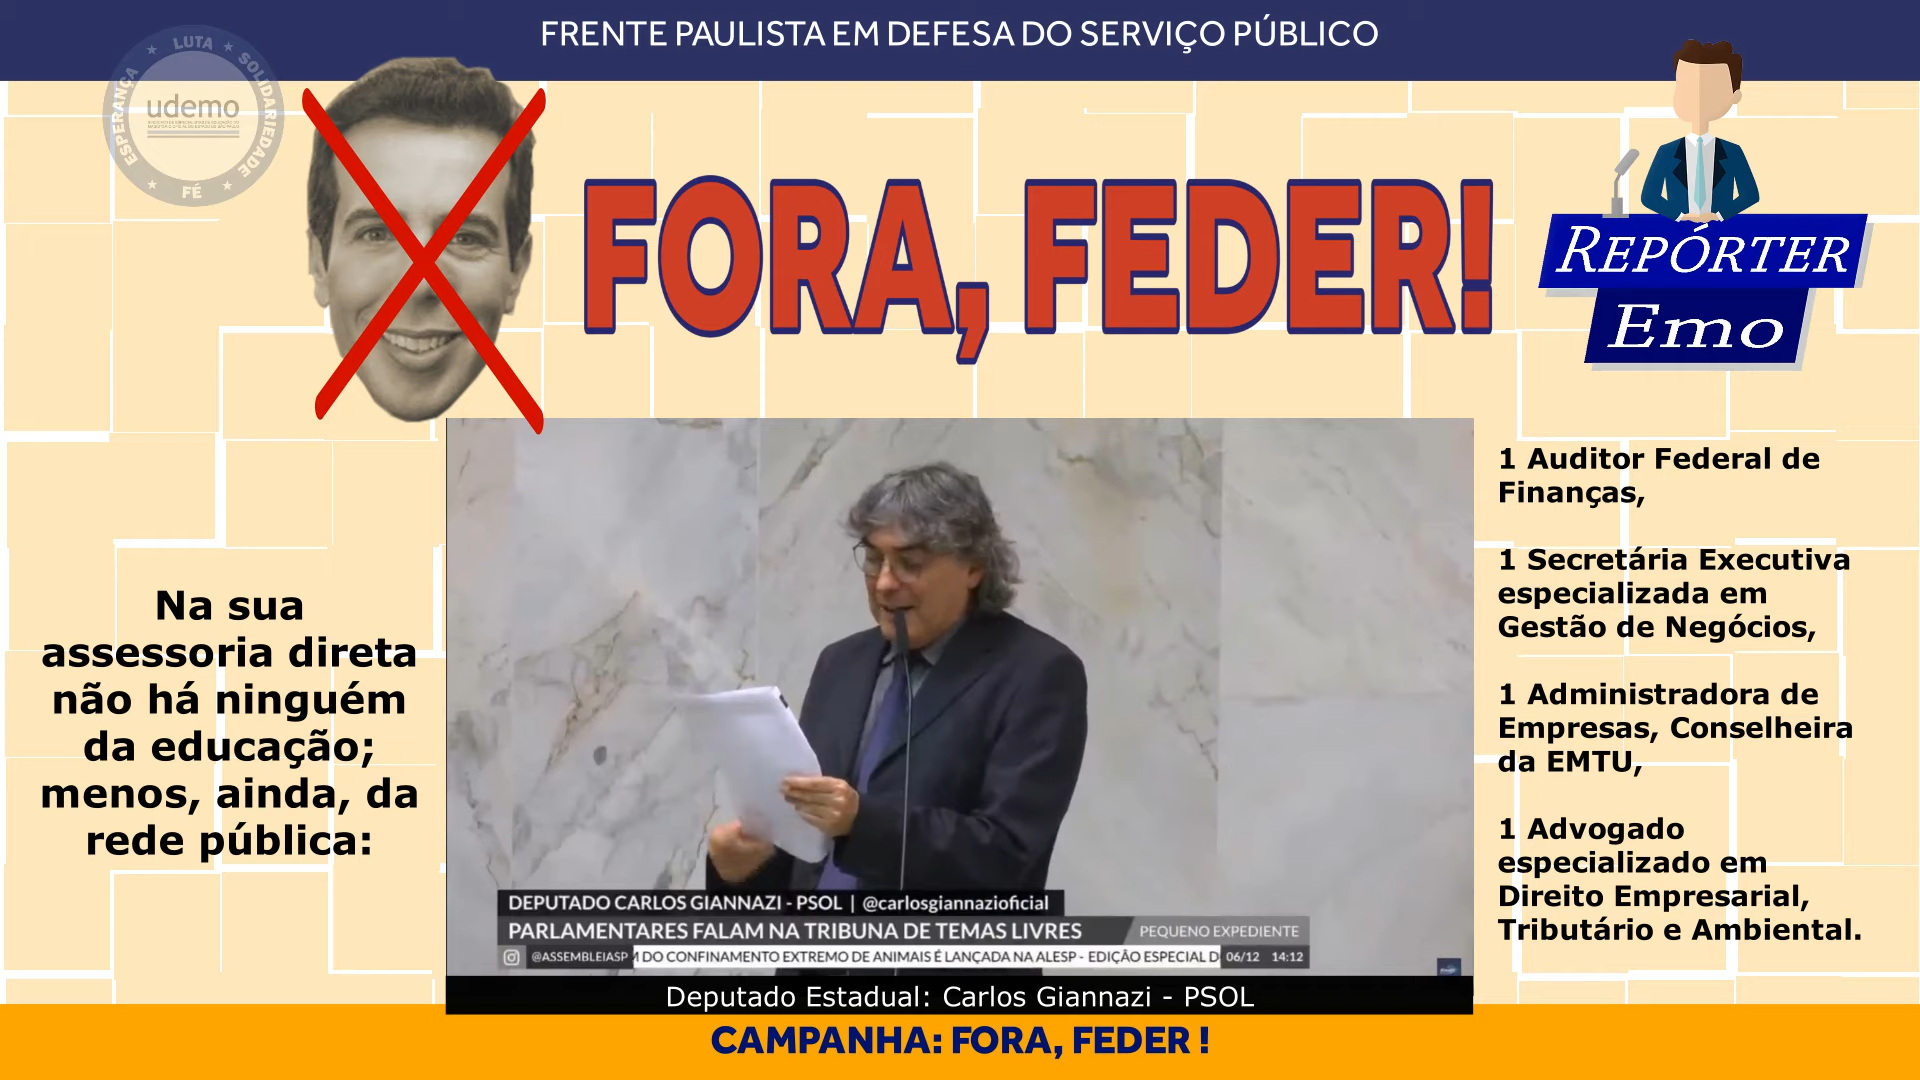 FRENTE PAULISTA EM DEFESA DO SERVIÇO PÚBLICO
LUTA
SOLIDARIEDADE
ESPERANÇA
FÉ
udemo
FORA, FEDER!
REPÓRTER
EMO
Na sua
assessoria direta
não há ninguém
da educação;
menos, ainda, da
rede pública:
1 Auditor Federal de
Finanças,
1 Secretária Executiva
especializada em
Gestão de Negócios,
1 Administradora de
Empresas, Conselheira
da EMTU,
1 Advogado
especializado em
Direito Empresarial,
Tributário e Ambiental.
DEPUTADO CARLOS GIANNAZI - PSOL | @carlosgiannazioficial
PARLAMENTARES FALAM NA TRIBUNA DE TEMAS LIVRES
PEQUENO EXPEDIENTE
@ASSEMBLEIASP
DO CONFINAMENTO EXTREMO DE ANIMAIS É LANÇADA NA ALESP - EDIÇÃO ESPECIAL D
06/12 14:12
Deputado Estadual: Carlos Giannazi - PSOL
CAMPANHA: FORA, FEDER !